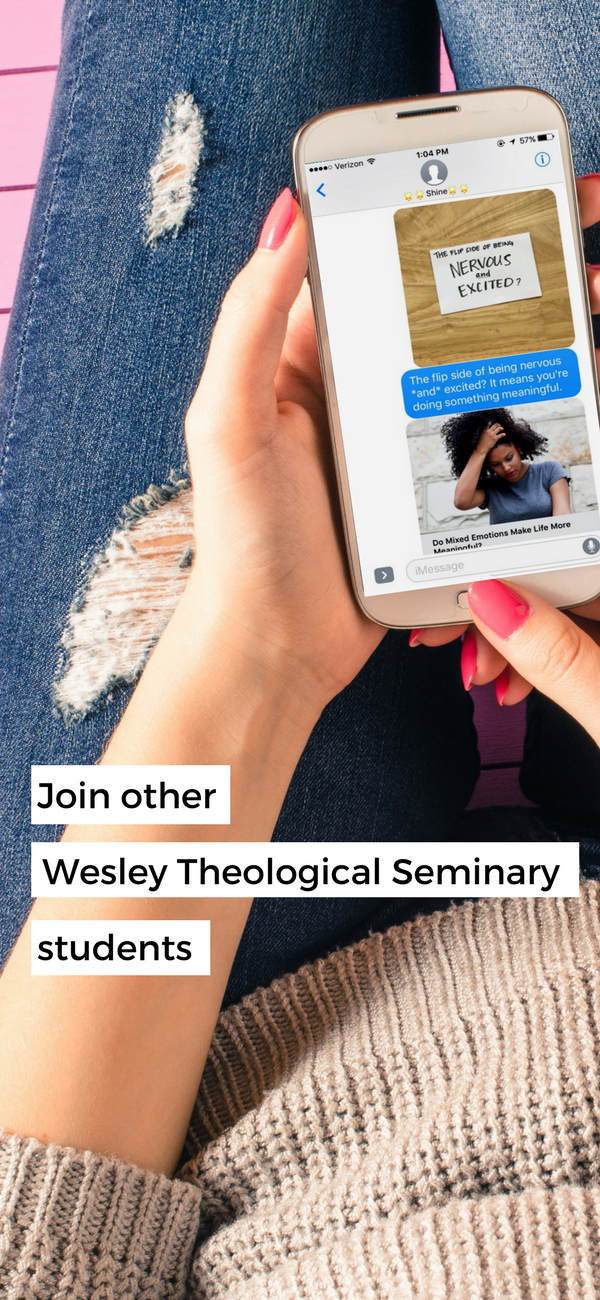 Verizon 1:04 PM 57%
Shine
THE FLIP SIDE OF BEING
NERVOUS
and
EXCITED?
The flip side of being nervous
*and* excited? It means you're
doing something meaningful.
Do Mixed Emotions Make Life More
Meaningful?
iMessage
Join other
Wesley Theological Seminary
students